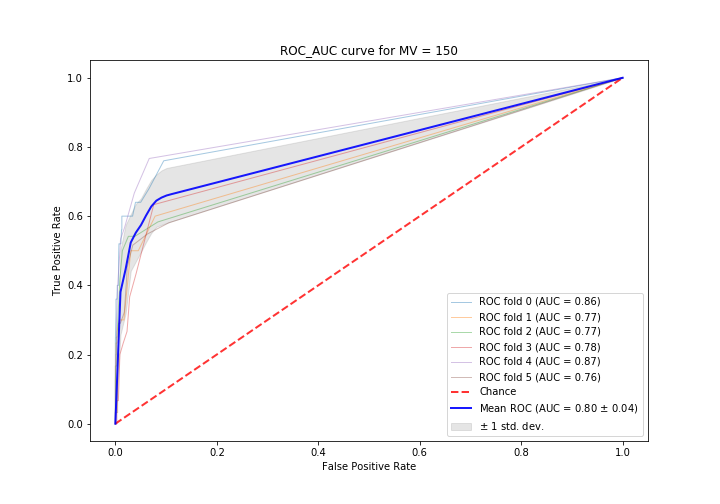 ROC_AUC curve for MV = 150
True Positive Rate
1.0
0.8
0.6
0.4
0.2
0.0
ROC fold 0 (AUC = 0.86)
ROC fold 1 (AUC = 0.77)
ROC fold 2 (AUC = 0.77)
ROC fold 3 (AUC = 0.78)
ROC fold 4 (AUC = 0.87)
ROC fold 5 (AUC = 0.76)
Chance
Mean ROC (AUC = 0.80 ± 0.04)
± 1 std. dev.
0.0 0.2 0.4 0.6 0.8 1.0
False Positive Rate